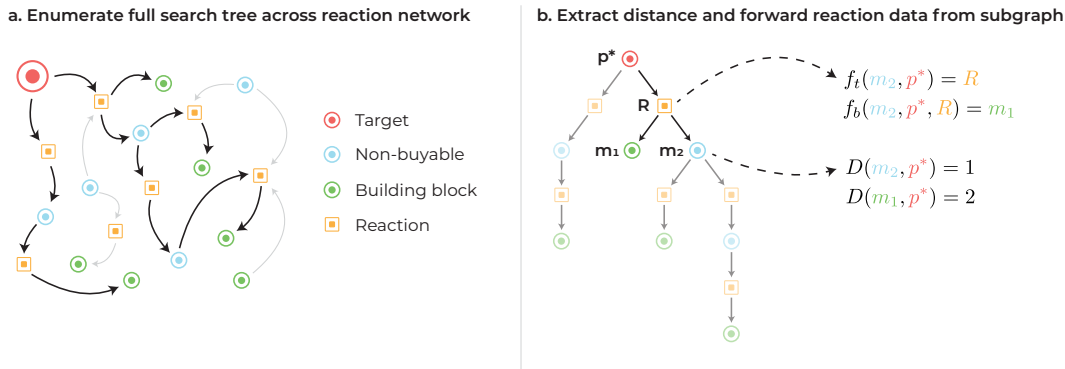 a. Enumerate full search tree across reaction network
Target
Non-buyable
Building block
Reaction
b. Extract distance and forward reaction data from subgraph
p*
R
m₁
m₂
fₜ(m₂, p*) = R
f_b(m₂, p*, R) = m₁
D(m₂, p*) = 1
D(m₁, p*) = 2